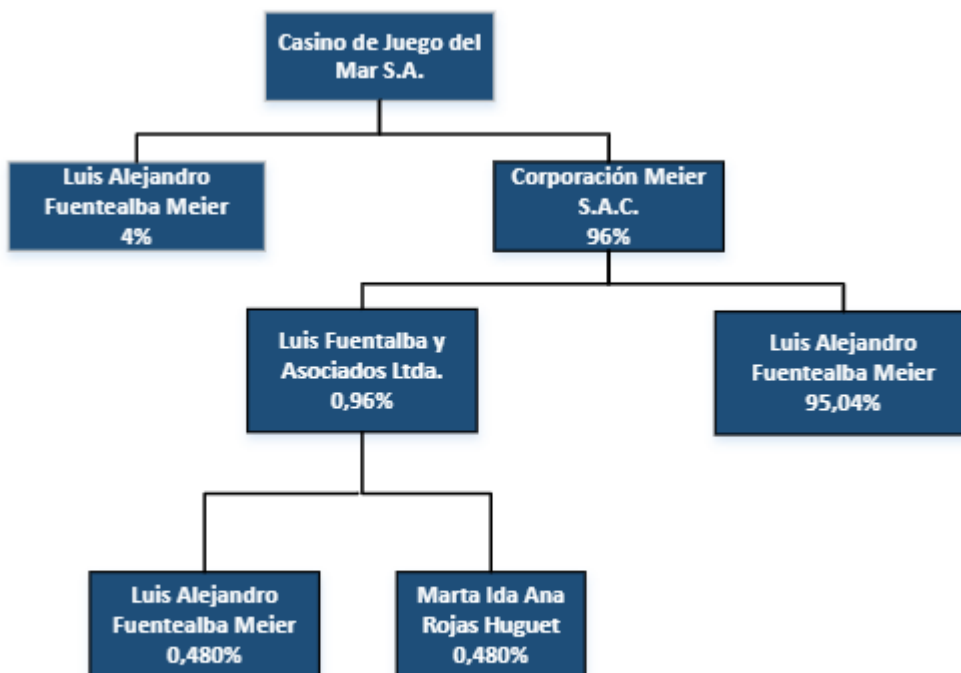 Casino de Juego del
Mar S.A.
Luis Alejandro
Fuentealba Meier
4%
Corporación Meier
S.A.C.
96%
Luis Fuentalba y
Asociados Ltda.
0,96%
Luis Alejandro
Fuentealba Meier
95,04%
Luis Alejandro
Fuentealba Meier
0,480%
Marta Ida Ana
Rojas Huguet
0,480%